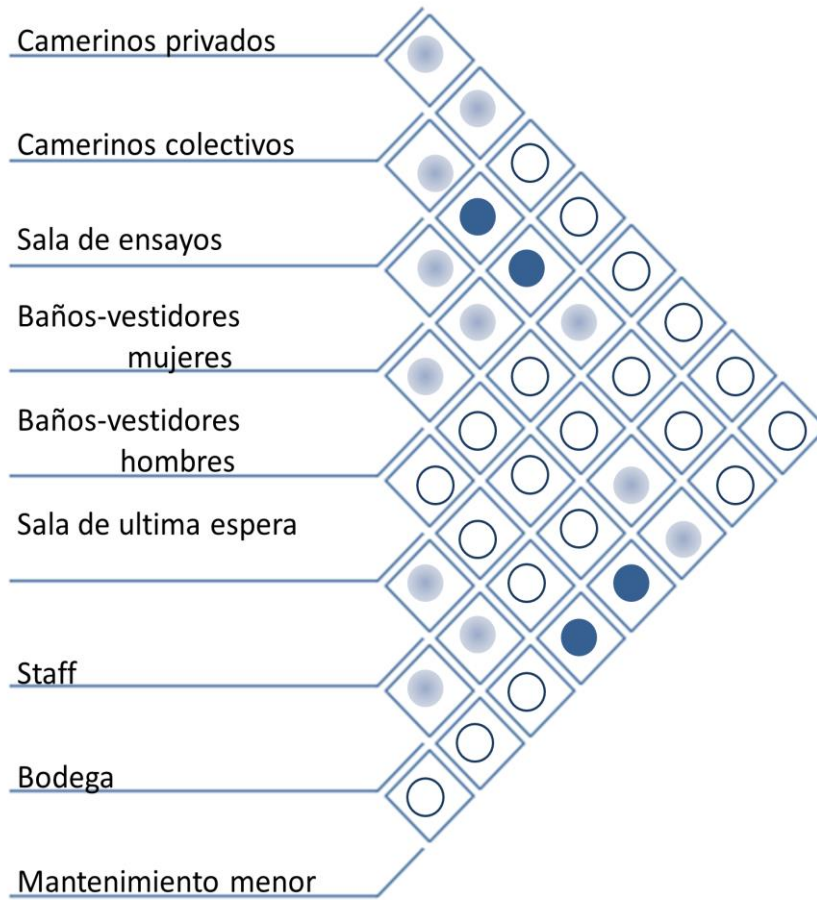 Camerinos privados
Camerinos colectivos
Sala de ensayos
Baños-vestidores
mujeres
Baños-vestidores
hombres
Sala de ultima espera
Staff
Bodega
Mantenimiento menor